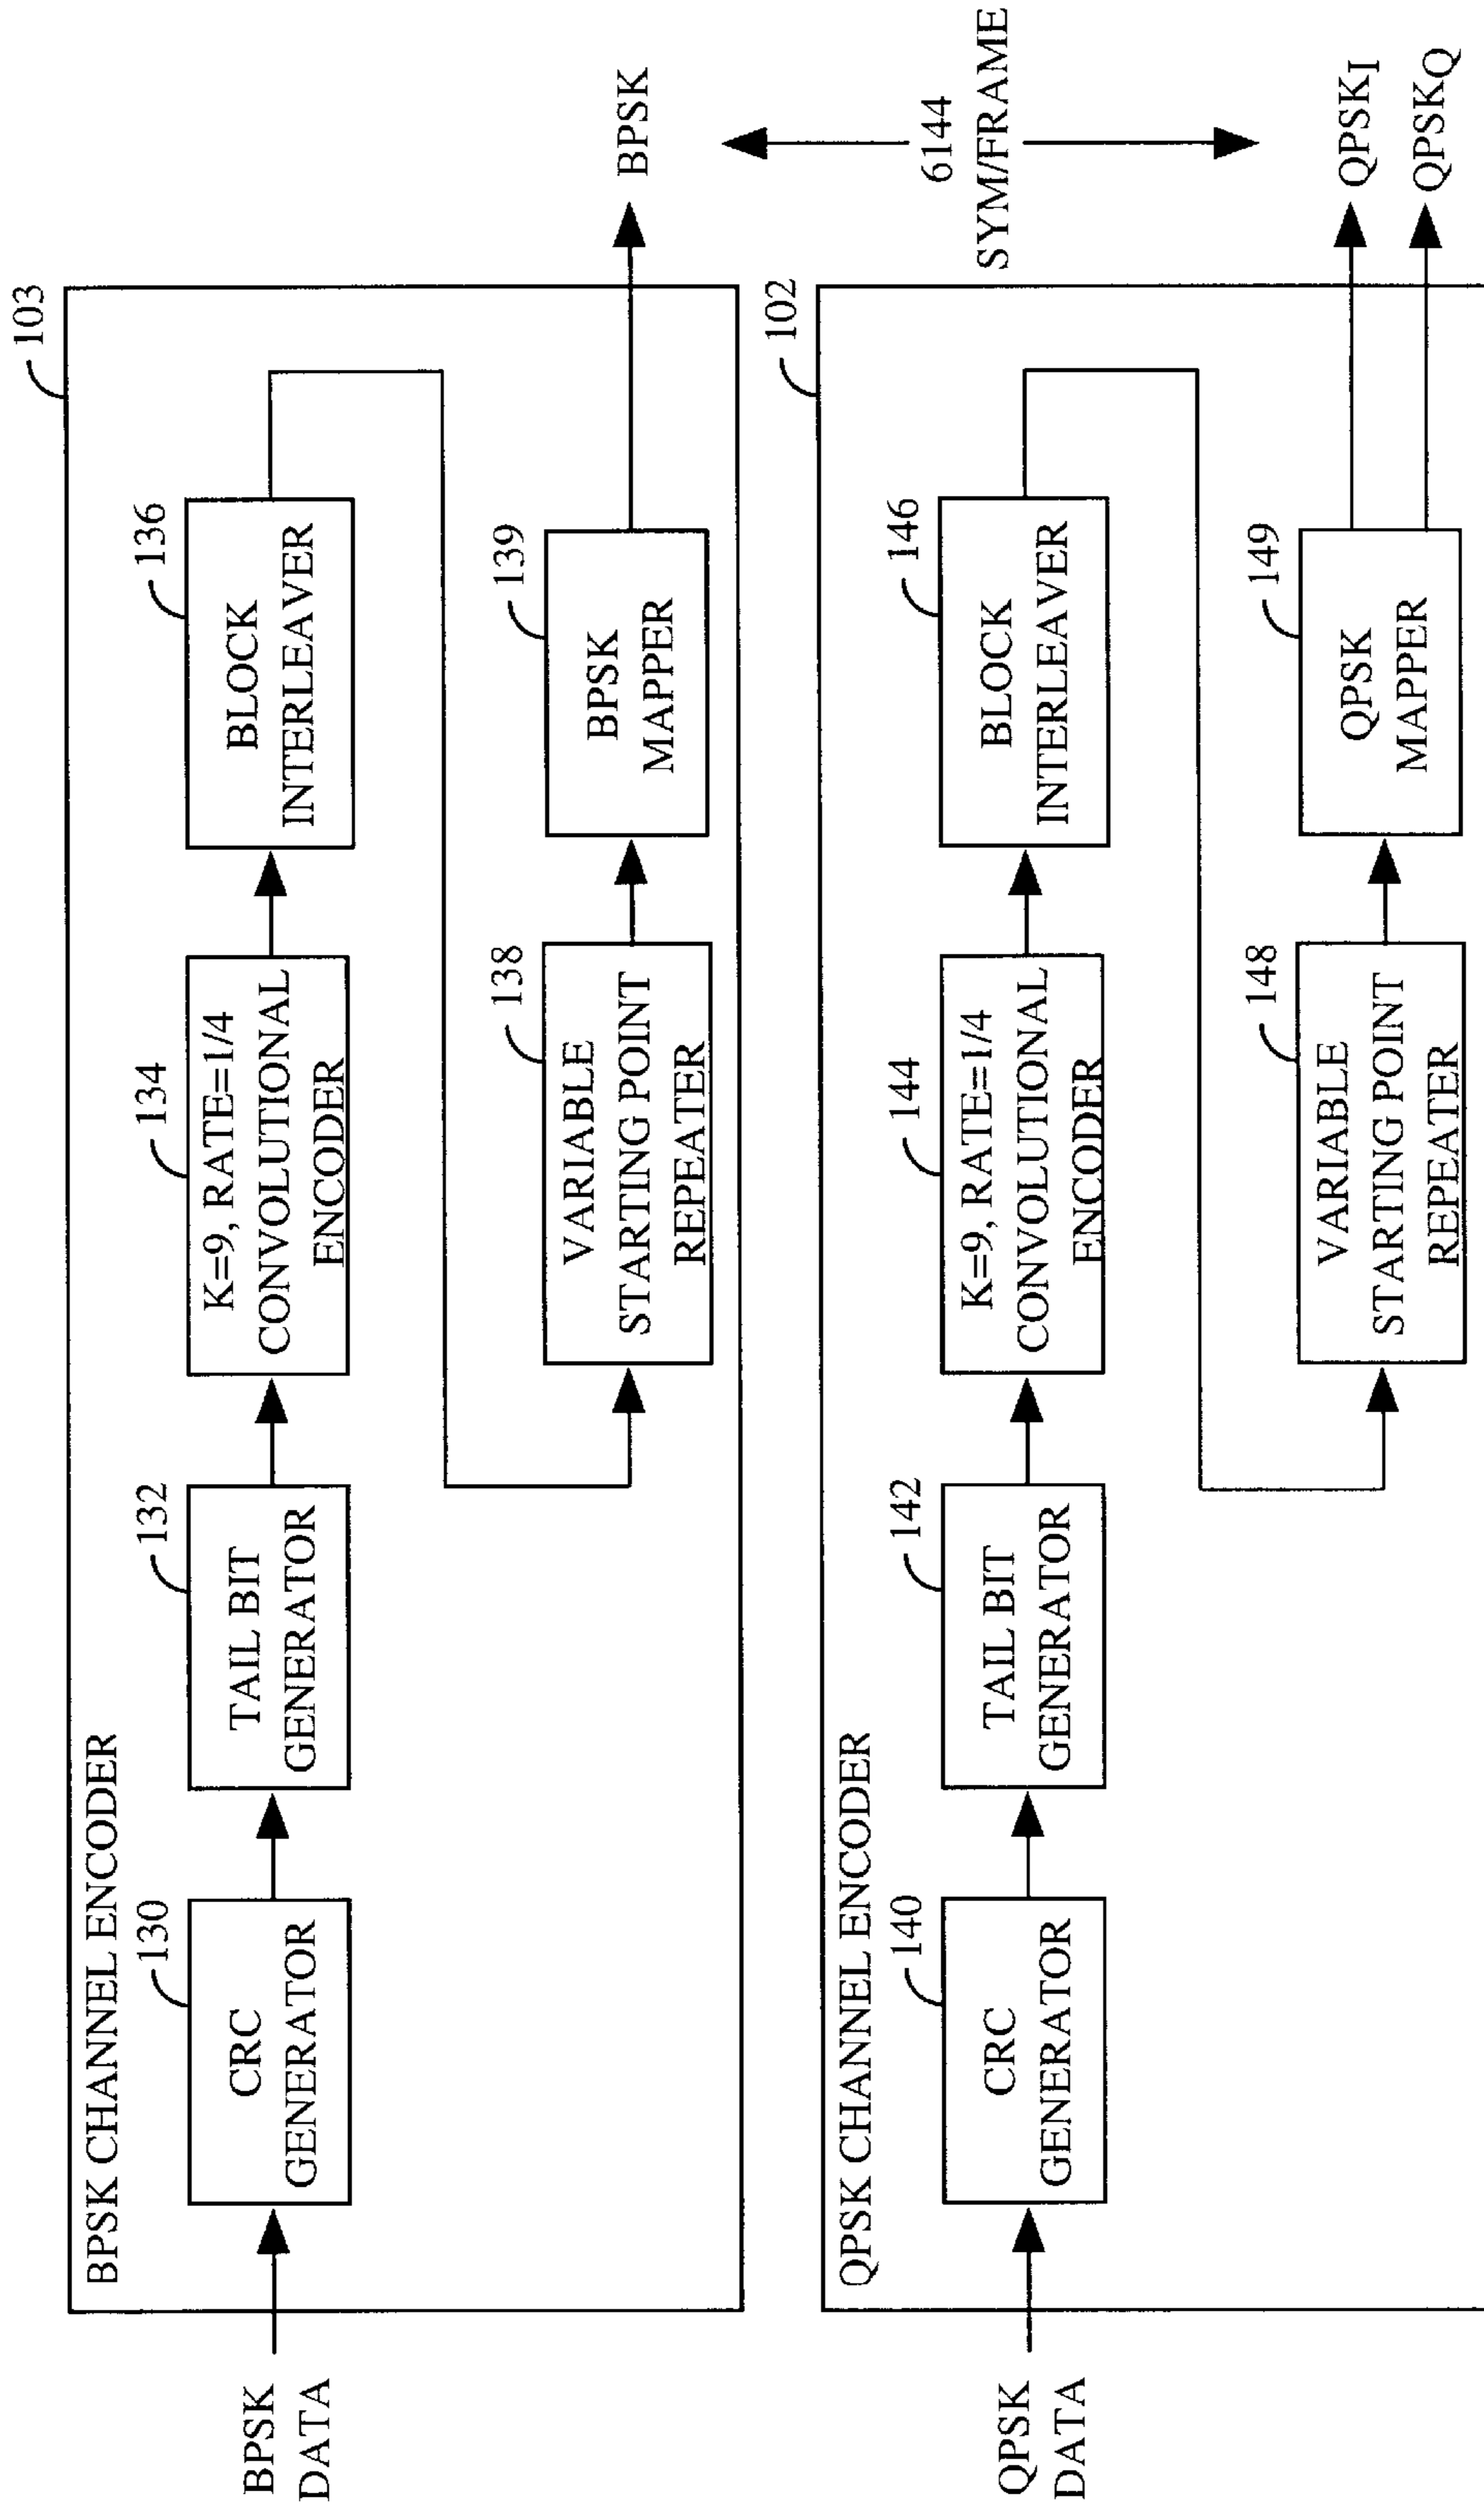 103
BPSK CHANNEL ENCODER
BPSK
DATA
130
CRC
GENERATOR
132
TAIL BIT
GENERATOR
134
K=9, RATE=1/4
CONVOLUTIONAL
ENCODER
136
BLOCK
INTERLEAVER
138
VARIABLE
STARTING POINT
REPEATER
139
BPSK
MAPPER
BPSK
6144
SYM/FRAME
102
QPSK CHANNEL ENCODER
QPSK
DATA
140
CRC
GENERATOR
142
TAIL BIT
GENERATOR
144
K=9, RATE=1/4
CONVOLUTIONAL
ENCODER
146
BLOCK
INTERLEAVER
148
VARIABLE
STARTING POINT
REPEATER
149
QPSK
MAPPER
QPSKI
QPSKQ